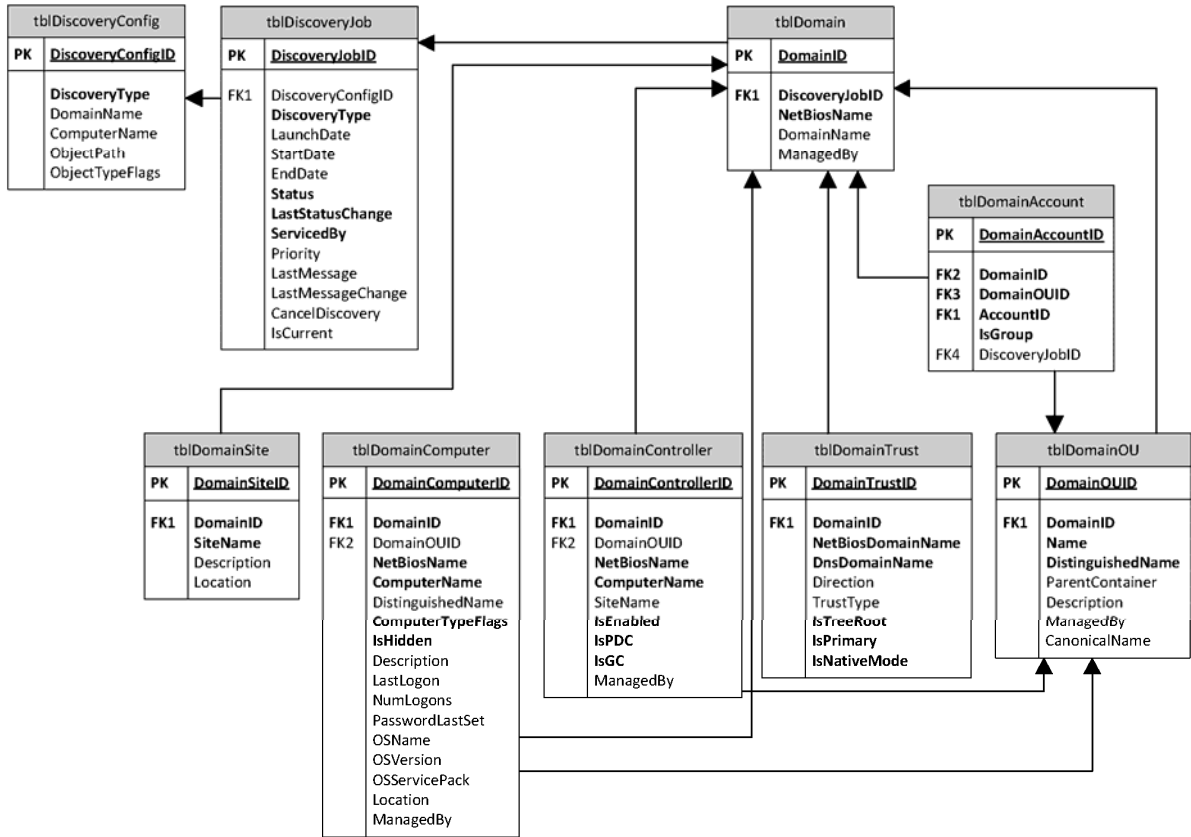 tblDiscoveryConfig
PK DiscoveryConfigID
DiscoveryType
DomainName
ComputerName
ObjectPath
ObjectTypeFlags
tblDiscoveryJob
PK DiscoveryJobID
FK1 DiscoveryConfigID
DiscoveryType
LaunchDate
StartDate
EndDate
Status
LastStatusChange
ServicedBy
Priority
LastMessage
LastMessageChange
CancelDiscovery
IsCurrent
tblDomain
PK DomainID
FK1 DiscoveryJobID
NetBiosName
DomainName
ManagedBy
tblDomainAccount
PK DomainAccountID
FK2 DomainID
FK3 DomainOUID
FK1 AccountID
IsGroup
FK4 DiscoveryJobID
tblDomainSite
PK DomainSiteID
FK1 DomainID
SiteName
Description
Location
tblDomainComputer
PK DomainComputerID
FK1 DomainID
FK2 DomainOUID
NetBiosName
ComputerName
DistinguishedName
ComputerTypeFlags
IsHidden
Description
LastLogon
NumLogons
PasswordLastSet
OSName
OSVersion
OSServicePack
Location
ManagedBy
tblDomainController
PK DomainControllerID
FK1 DomainID
FK2 DomainOUID
NetBiosName
ComputerName
SiteName
IsEnabled
IsPDC
IsGC
ManagedBy
tblDomainTrust
PK DomainTrustID
FK1 DomainID
NetBiosDomainName
DnsDomainName
Direction
TrustType
IsTreeRoot
IsPrimary
IsNativeMode
tblDomainOU
PK DomainOUID
FK1 DomainID
Name
DistinguishedName
ParentContainer
Description
ManagedBy
CanonicalName